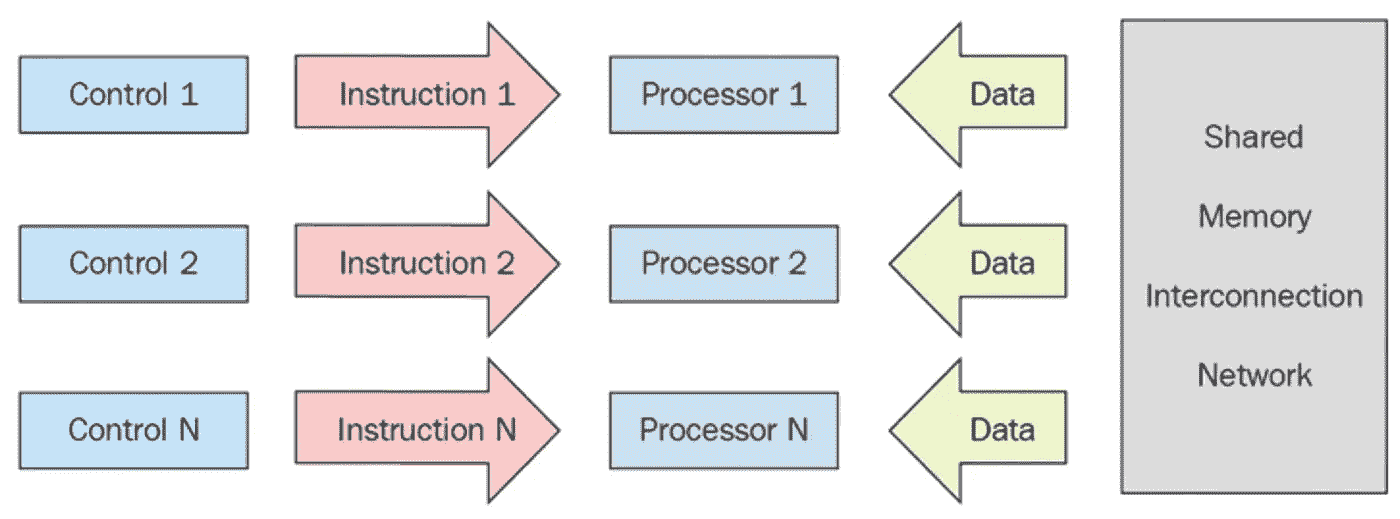 Control 1
Instruction 1
Processor 1
Data
Control 2
Instruction 2
Processor 2
Data
Control N
Instruction N
Processor N
Data
Shared
Memory
Interconnection
Network